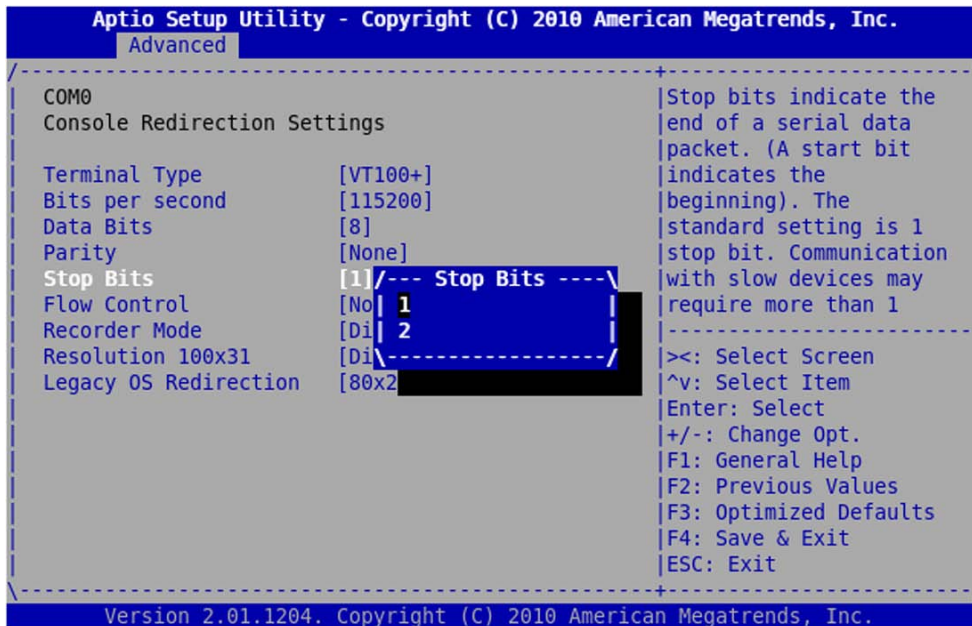 Aptio Setup Utility - Copyright (C) 2010 American Megatrends, Inc.
Advanced
COM0
Console Redirection Settings
Terminal Type [VT100+]
Bits per second [115200]
Data Bits [8]
Parity [None]
Stop Bits [1]
Flow Control [No
Recorder Mode [Di
Resolution 100x31 [Di
Legacy OS Redirection [80x2
/--- Stop Bits ----\
1
2
\------------------/
Stop bits indicate the
end of a serial data
packet. (A start bit
indicates the
beginning). The
standard setting is 1
stop bit. Communication
with slow devices may
require more than 1
><: Select Screen
^v: Select Item
Enter: Select
+/-: Change Opt.
F1: General Help
F2: Previous Values
F3: Optimized Defaults
F4: Save & Exit
ESC: Exit
Version 2.01.1204. Copyright (C) 2010 American Megatrends, Inc.